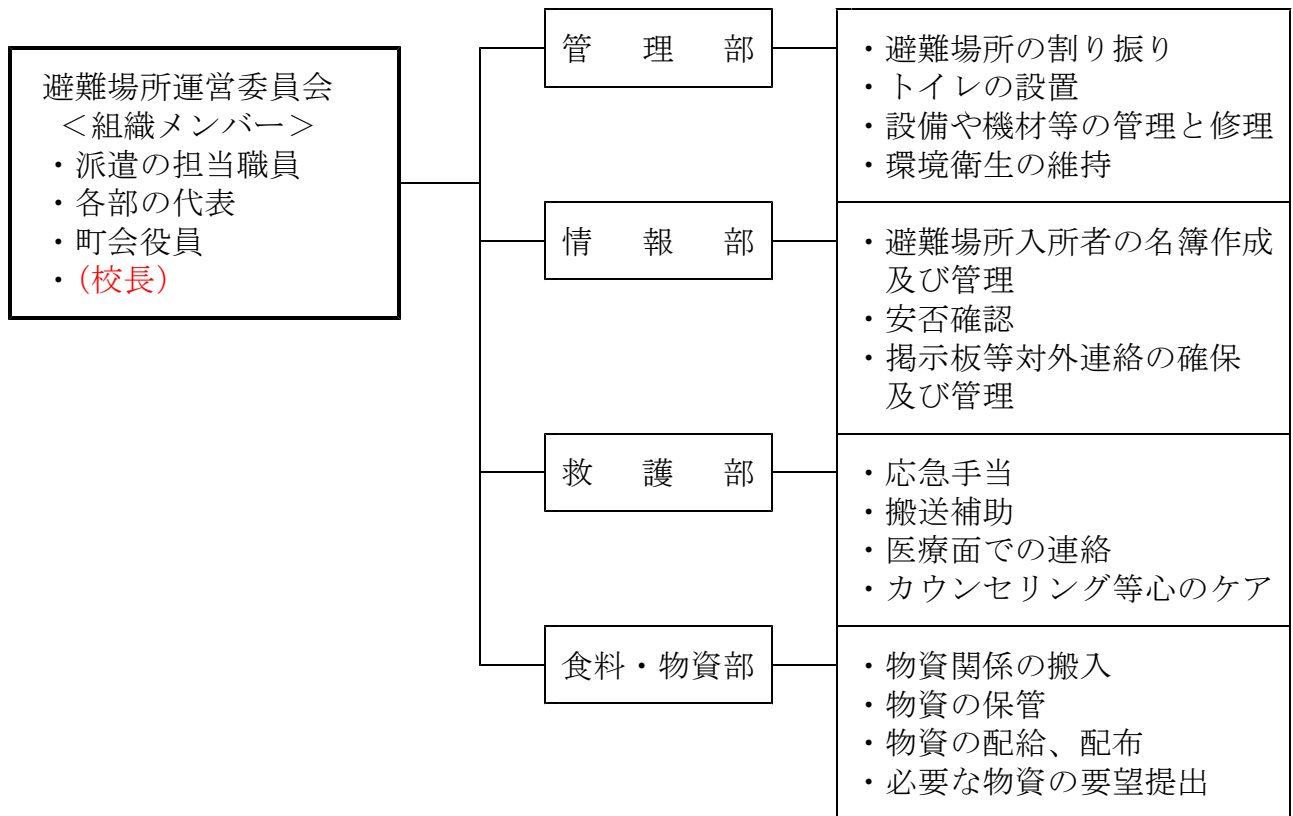 避難場所運営委員会
＜組織メンバー＞
・派遣の担当職員
・各部の代表
・町会役員
・(校長)
管理部
・避難場所の割り振り
・トイレの設置
・設備や機材等の管理と修理
・環境衛生の維持
情報部
・避難場所入所者の名簿作成
及び管理
・安否確認
・掲示板等対外連絡の確保
及び管理
救護部
・応急手当
・搬送補助
・医療面での連絡
・カウンセリング等心のケア
食料・物資部
・物資関係の搬入
・物資の保管
・物資の配給、配布
・必要な物資の要望提出